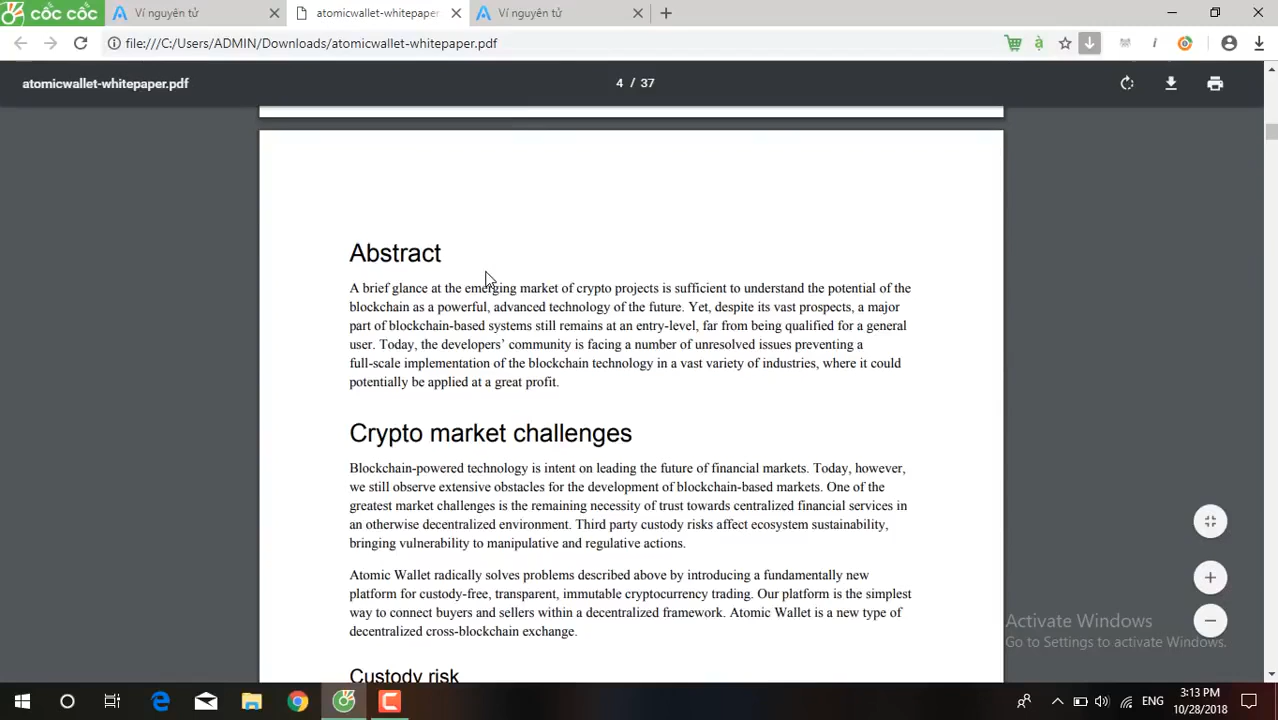 cốc cốc
Ví nguyên tử
atomicwallet-whitepaper
Ví nguyên tử
file:///C:/Users/ADMIN/Downloads/atomicwallet-whitepaper.pdf
atomicwallet-whitepaper.pdf
4 / 37
Abstract
A brief glance at the emerging market of crypto projects is sufficient to understand the potential of the
blockchain as a powerful, advanced technology of the future. Yet, despite its vast prospects, a major
part of blockchain-based systems still remains at an entry-level, far from being qualified for a general
user. Today, the developers’ community is facing a number of unresolved issues preventing a
full-scale implementation of the blockchain technology in a vast variety of industries, where it could
potentially be applied at a great profit.
Crypto market challenges
Blockchain-powered technology is intent on leading the future of financial markets. Today, however,
we still observe extensive obstacles for the development of blockchain-based markets. One of the
greatest market challenges is the remaining necessity of trust towards centralized financial services in
an otherwise decentralized environment. Third party custody risks affect ecosystem sustainability,
bringing vulnerability to manipulative and regulative actions.
Atomic Wallet radically solves problems described above by introducing a fundamentally new
platform for custody-free, transparent, immutable cryptocurrency trading. Our platform is the simplest
way to connect buyers and sellers within a decentralized framework. Atomic Wallet is a new type of
decentralized cross-blockchain exchange.
Custody risk
Activate Windows
Go to Settings to activate Windows.
ENG
3:13 PM
10/28/2018